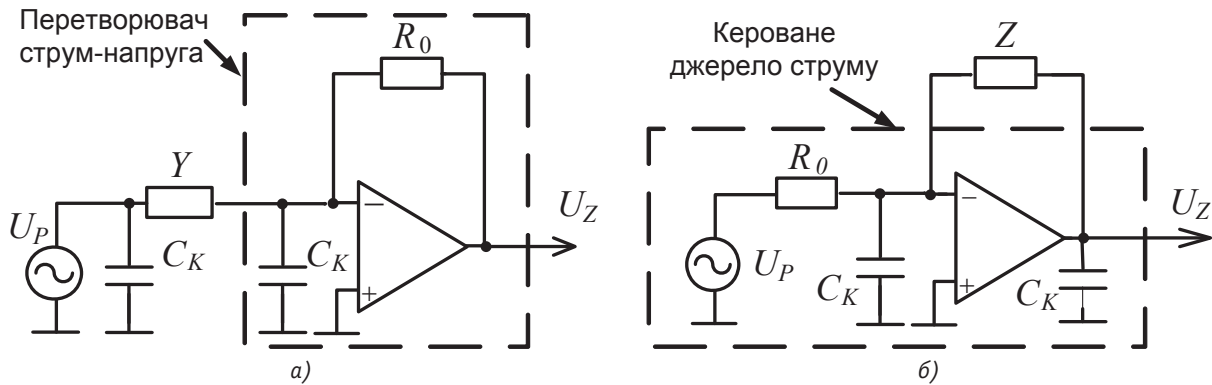 Перетворювач
струм-напруга
R0
Y
UP
CK
CK
−
+
UZ
а)
Кероване
джерело струму
Z
R0
UP
CK
−
+
CK
UZ
б)